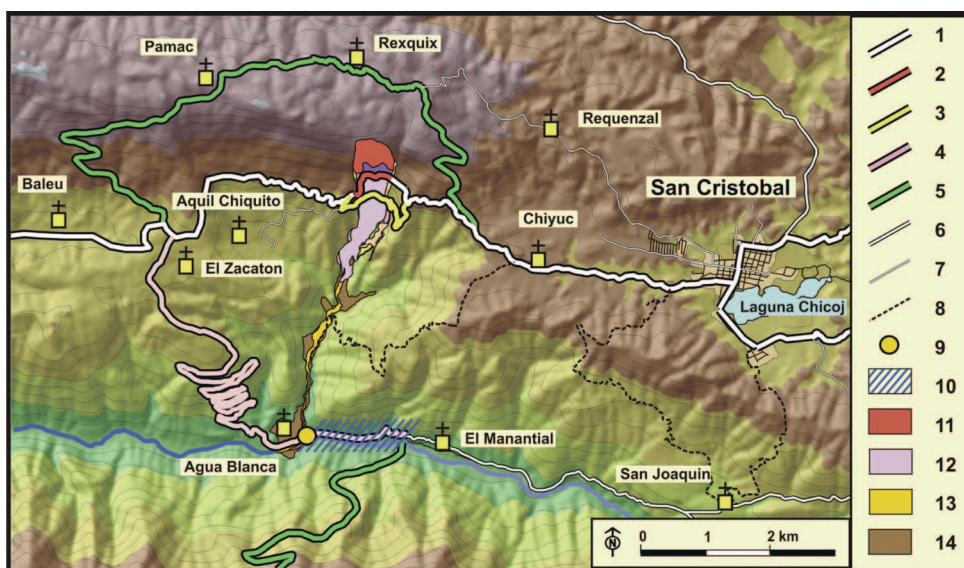 Pamac
Rexquix
Requenzal
San Cristobal
Baleu
Aquil Chiquito
Chiyuc
El Zacaton
Laguna Chicoj
El Manantial
Agua Blanca
San Joaquin
N
0 1 2 km
1
2
3
4
5
6
7
8
9
10
11
12
13
14